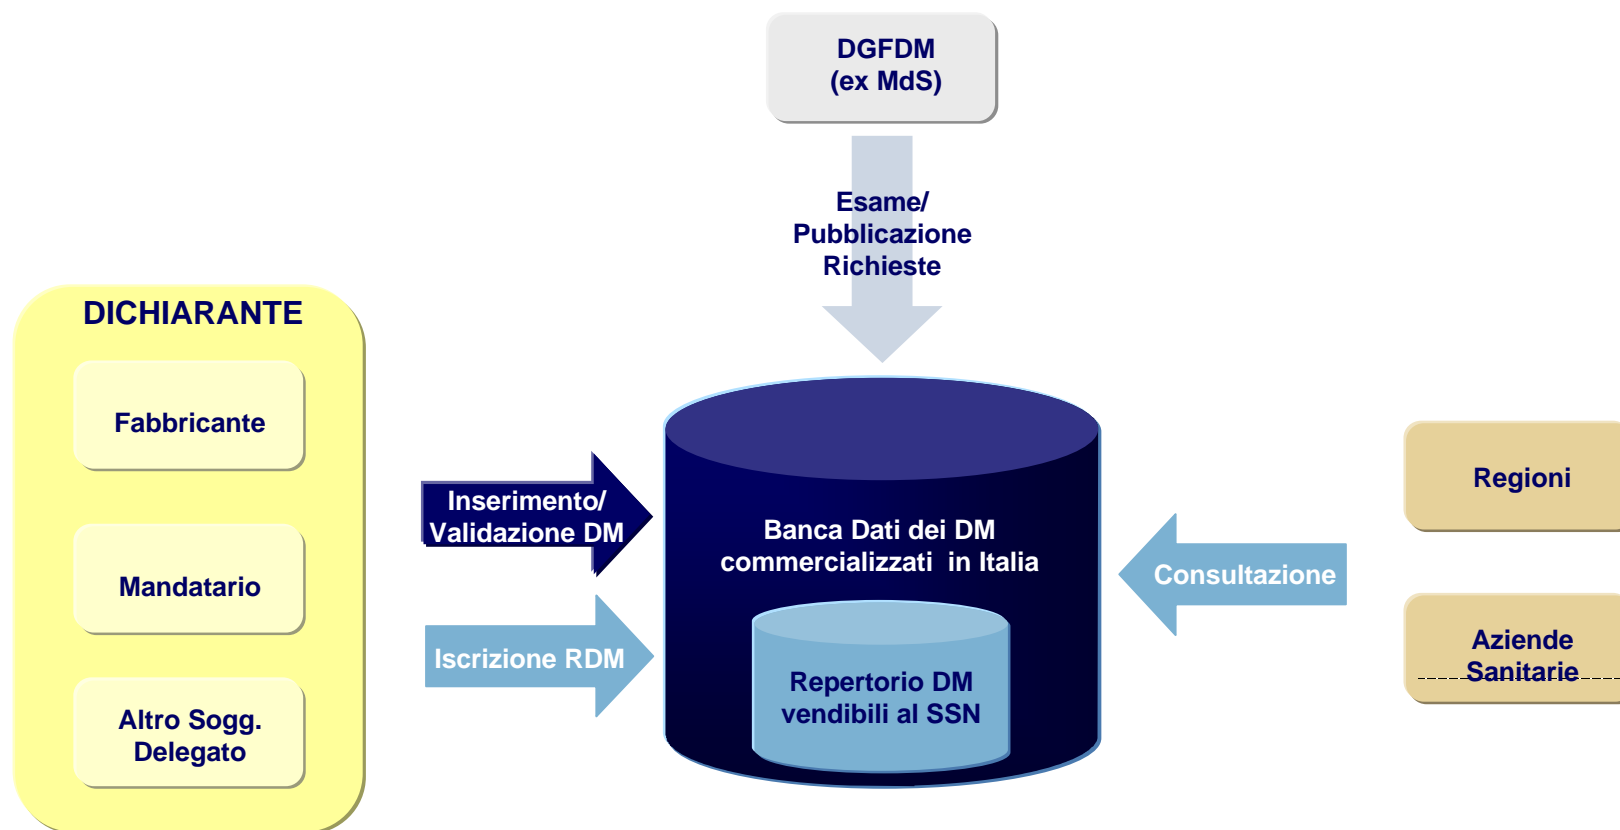 DGFDM
(ex MdS)
Esame/
Pubblicazione
Richieste
DICHIARANTE
Fabbricante
Mandatario
Altro Sogg.
Delegato
Inserimento/
Validazione DM
Iscrizione RDM
Banca Dati dei DM
commercializzati in Italia
Repertorio DM
vendibili al SSN
Consultazione
Regioni
Aziende
Sanitarie